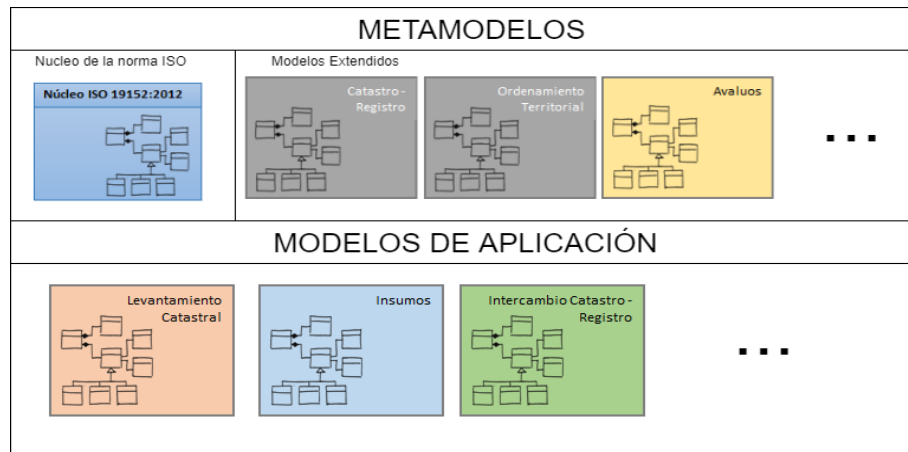 METAMODELOS
Nucleo de la norma ISO
Modelos Extendidos
Núcleo ISO 19152:2012
Catastro -
Registro
Ordenamiento
Territorial
Avaluos
...
MODELOS DE APLICACIÓN
Levantamiento
Catastral
Insumos
Intercambio Catastro -
Registro
...